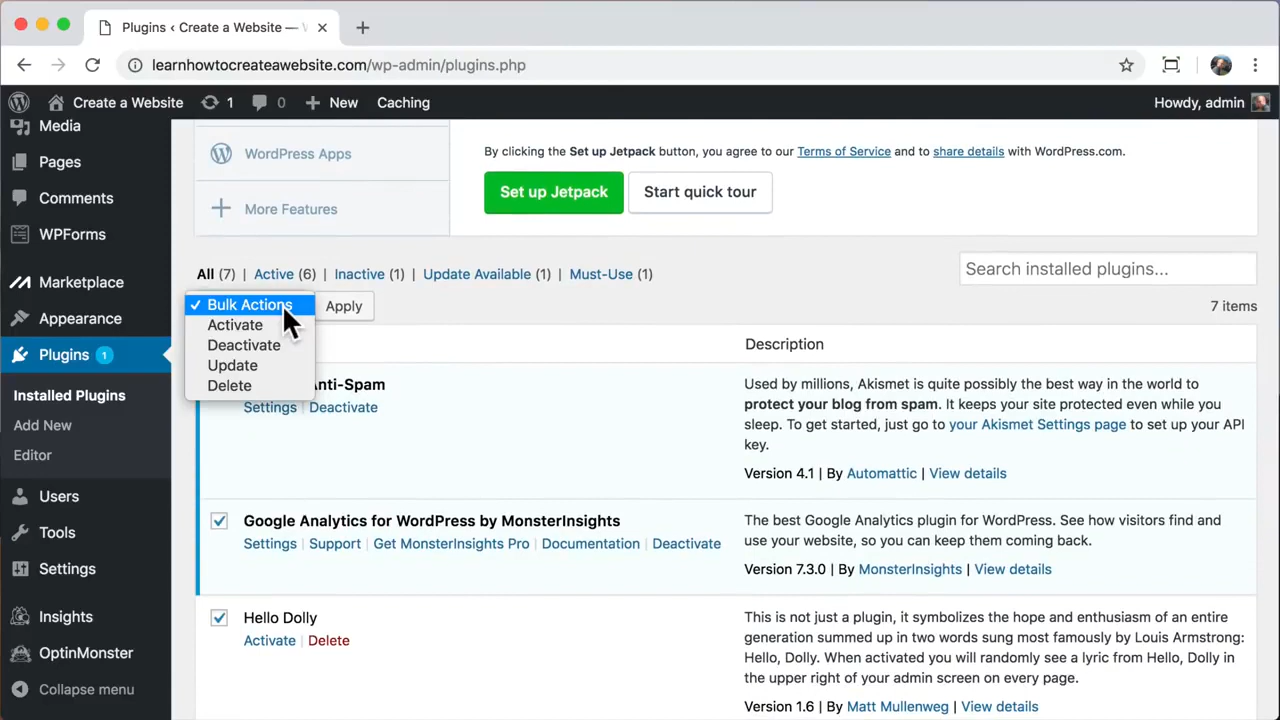 Plugins ‹ Create a Website —
learnhowtocreateawebsite.com/wp-admin/plugins.php
Create a Website 1 0 New Caching Howdy, admin
Media
Pages
Comments
WPForms
Marketplace
Appearance
Plugins 1
Installed Plugins
Add New
Editor
Users
Tools
Settings
Insights
OptinMonster
Collapse menu
WordPress Apps
More Features
By clicking the Set up Jetpack button, you agree to our Terms of Service and to share details with WordPress.com.
Set up Jetpack Start quick tour
All (7) | Active (6) | Inactive (1) | Update Available (1) | Must-Use (1)
Search installed plugins...
Bulk Actions Apply
7 items
Activate
Deactivate
Update
Delete
Description
Anti-Spam
Settings | Deactivate
Used by millions, Akismet is quite possibly the best way in the world to
protect your blog from spam. It keeps your site protected even while you
sleep. To get started, just go to your Akismet Settings page to set up your API
key.
Version 4.1 | By Automattic | View details
Google Analytics for WordPress by MonsterInsights
Settings | Support | Get MonsterInsights Pro | Documentation | Deactivate
The best Google Analytics plugin for WordPress. See how visitors find and
use your website, so you can keep them coming back.
Version 7.3.0 | By MonsterInsights | View details
Hello Dolly
Activate | Delete
This is not just a plugin, it symbolizes the hope and enthusiasm of an entire
generation summed up in two words sung most famously by Louis Armstrong:
Hello, Dolly. When activated you will randomly see a lyric from Hello, Dolly in
the upper right of your admin screen on every page.
Version 1.6 | By Matt Mullenweg | View details